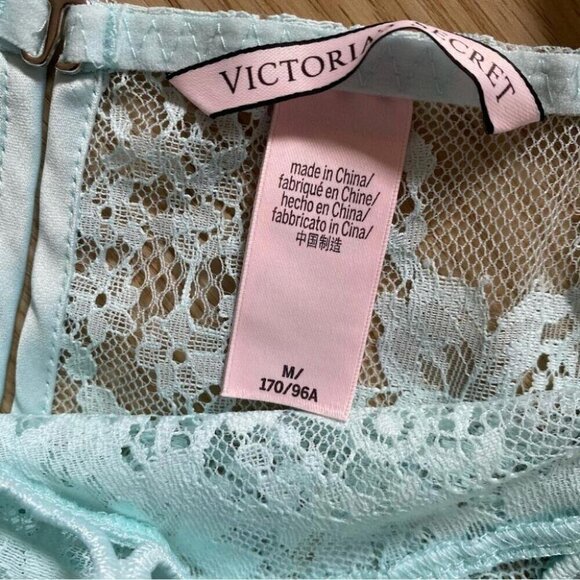 VICTORIA'S SECRET
made in China/
fabriqué en Chine/
hecho en China/
fabbricato in Cina/
中国制造
M/
170/96A